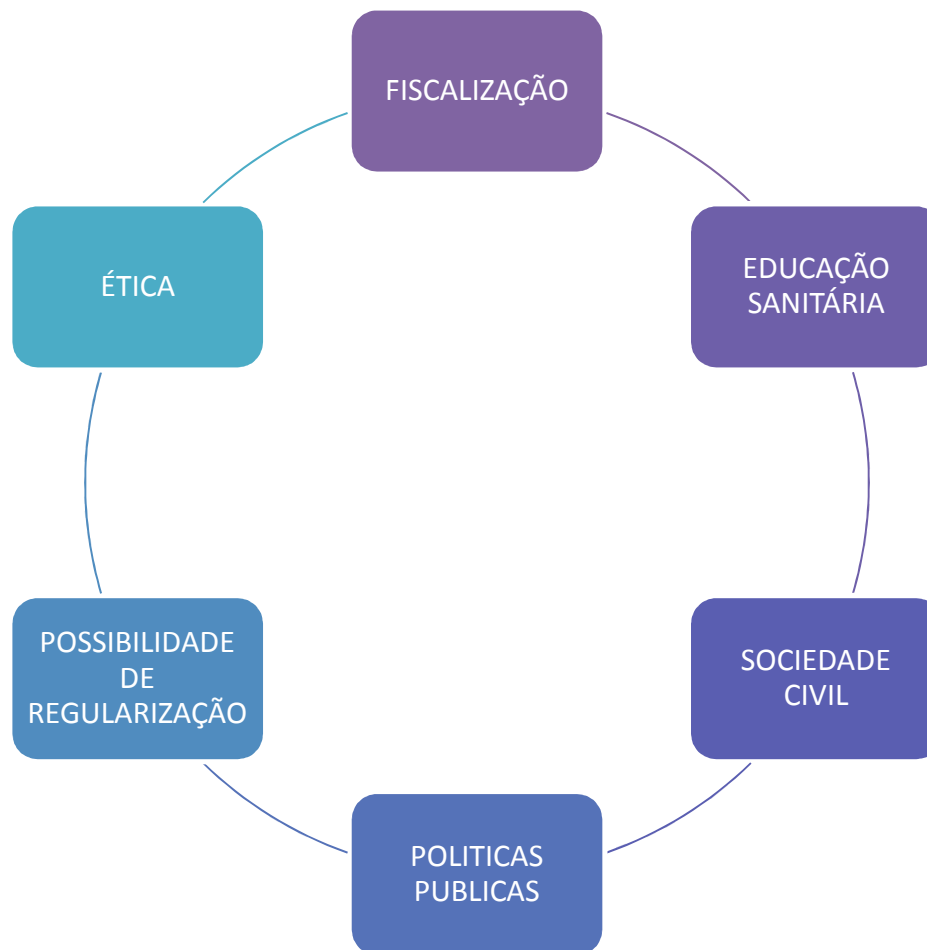 FISCALIZAÇÃO
EDUCAÇÃO
SANITÁRIA
SOCIEDADE
CIVIL
POLITICAS
PUBLICAS
POSSIBILIDADE
DE
REGULARIZAÇÃO
ÉTICA